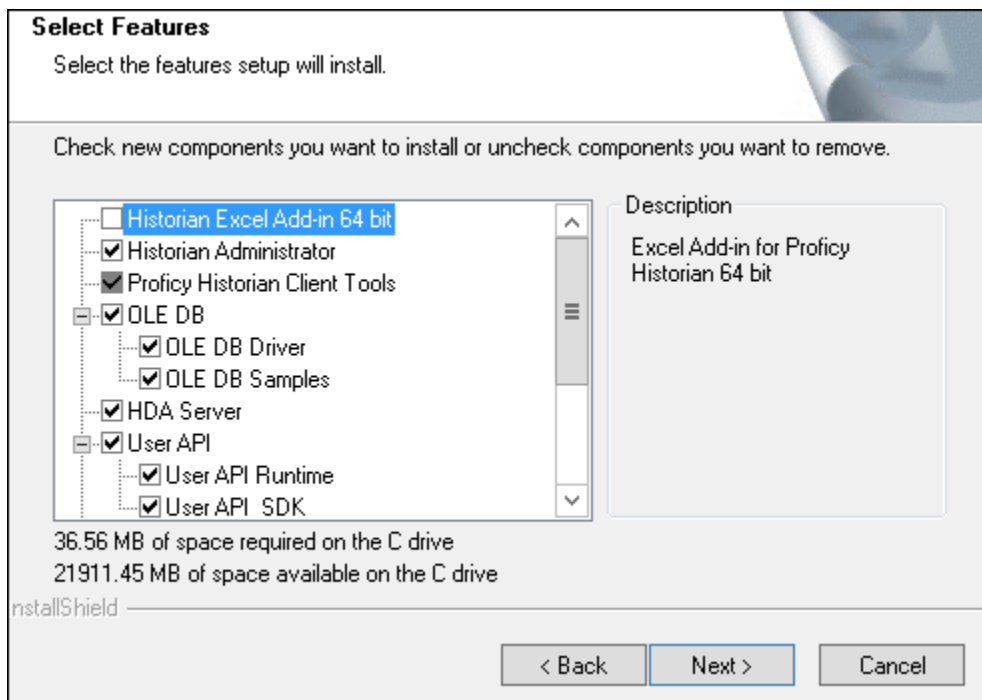 Select Features
Select the features setup will install.
Check new components you want to install or uncheck components you want to remove.
Historian Excel Add-in 64 bit
Historian Administrator
Proficy Historian Client Tools
OLE DB
OLE DB Driver
OLE DB Samples
HDA Server
User API
User API Runtime
User API SDK
Description
Excel Add-in for Proficy
Historian 64 bit
36.56 MB of space required on the C drive
21911.45 MB of space available on the C drive
nstallShield
< Back
Next >
Cancel